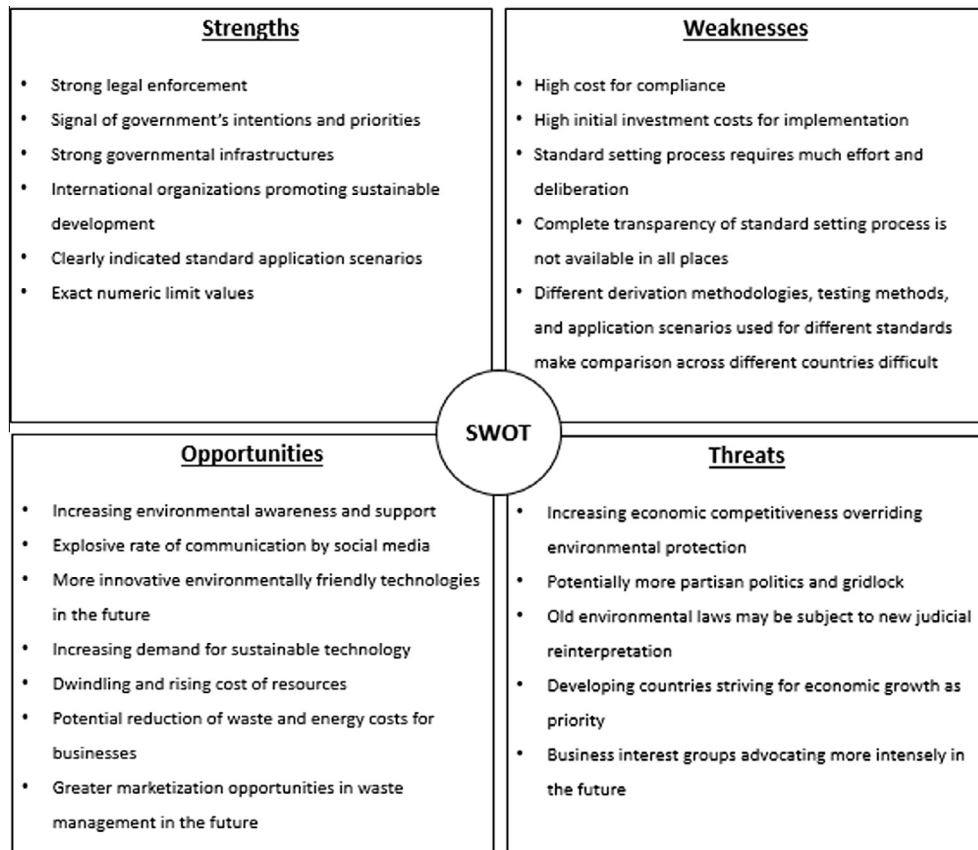 Strengths
• Strong legal enforcement
• Signal of government's intentions and priorities
• Strong governmental infrastructures
• International organizations promoting sustainable
development
• Clearly indicated standard application scenarios
• Exact numeric limit values
Weaknesses
• High cost for compliance
• High initial investment costs for implementation
• Standard setting process requires much effort and
deliberation
• Complete transparency of standard setting process is
not available in all places
• Different derivation methodologies, testing methods,
and application scenarios used for different standards
make comparison across different countries difficult
SWOT
Opportunities
• Increasing environmental awareness and support
• Explosive rate of communication by social media
• More innovative environmentally friendly technologies
in the future
• Increasing demand for sustainable technology
• Dwindling and rising cost of resources
• Potential reduction of waste and energy costs for
businesses
• Greater marketization opportunities in waste
management in the future
Threats
• Increasing economic competitiveness overriding
environmental protection
• Potentially more partisan politics and gridlock
• Old environmental laws may be subject to new judicial
reinterpretation
• Developing countries striving for economic growth as
priority
• Business interest groups advocating more intensely in
the future